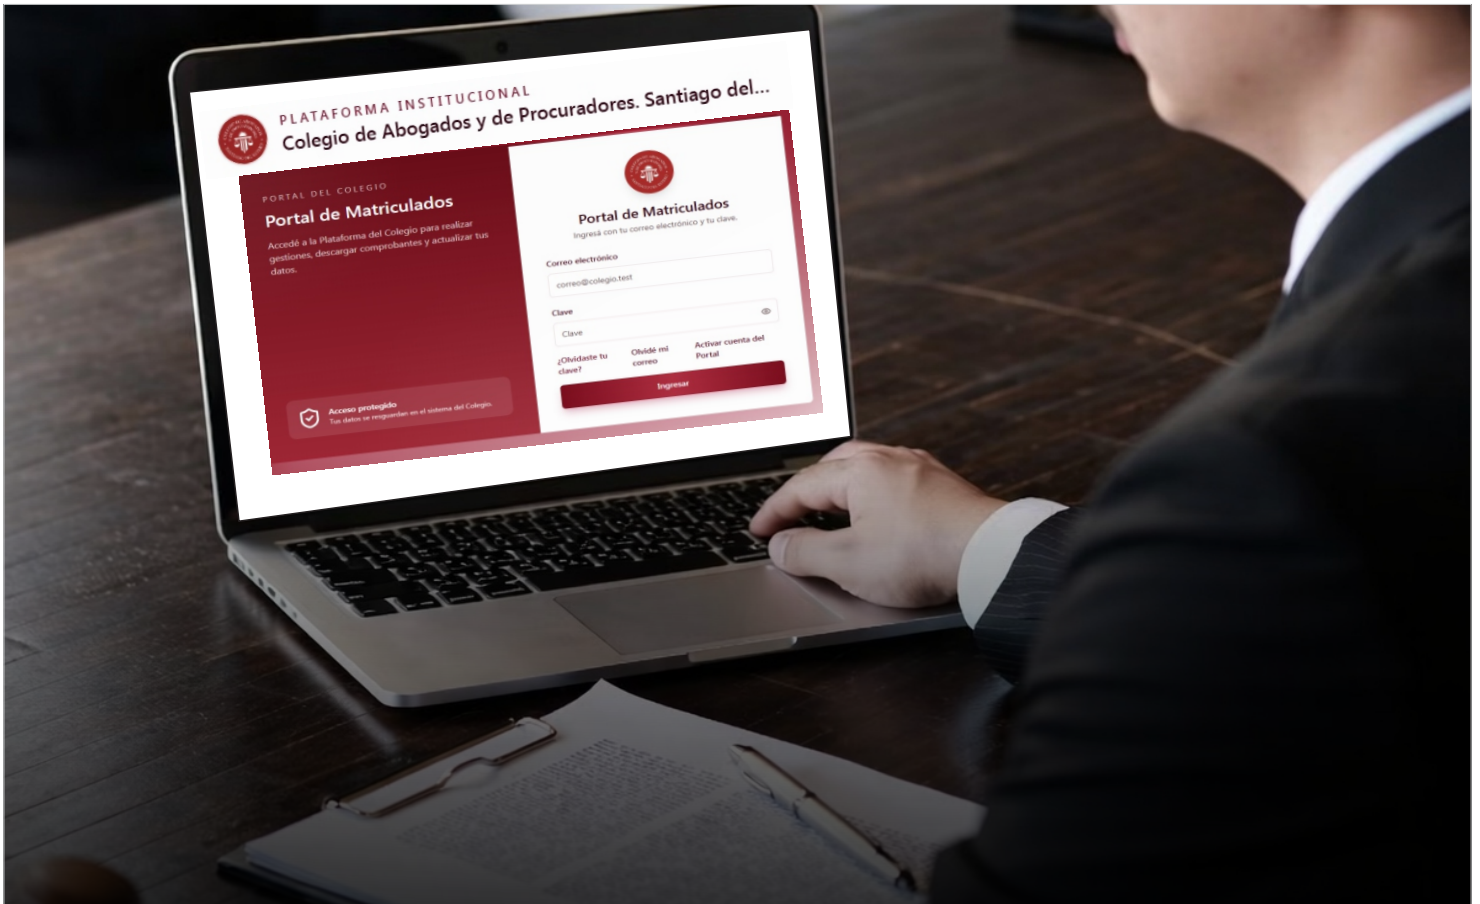 PLATAFORMA INSTITUCIONAL
Colegio de Abogados y de Procuradores. Santiago del...
PORTAL DEL COLEGIO
Portal de Matriculados
Accedé a la Plataforma del Colegio para realizar
gestiones, descargar comprobantes y actualizar tus
datos.
Acceso protegido
Tus datos se resguardan en el sistema del Colegio.
Portal de Matriculados
Ingresá con tu correo electrónico y tu clave.
Correo electrónico
correo@colegio.test
Clave
Clave
¿Olvidaste tu
clave?
Olvidé mi
correo
Activar cuenta del
Portal
Ingresar